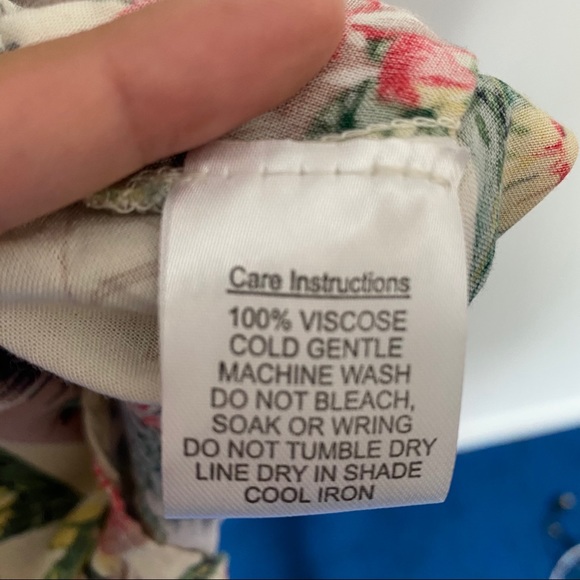 Care Instructions
100% VISCOSE
COLD GENTLE
MACHINE WASH
DO NOT BLEACH,
SOAK OR WRING
DO NOT TUMBLE DRY
LINE DRY IN SHADE
COOL IRON